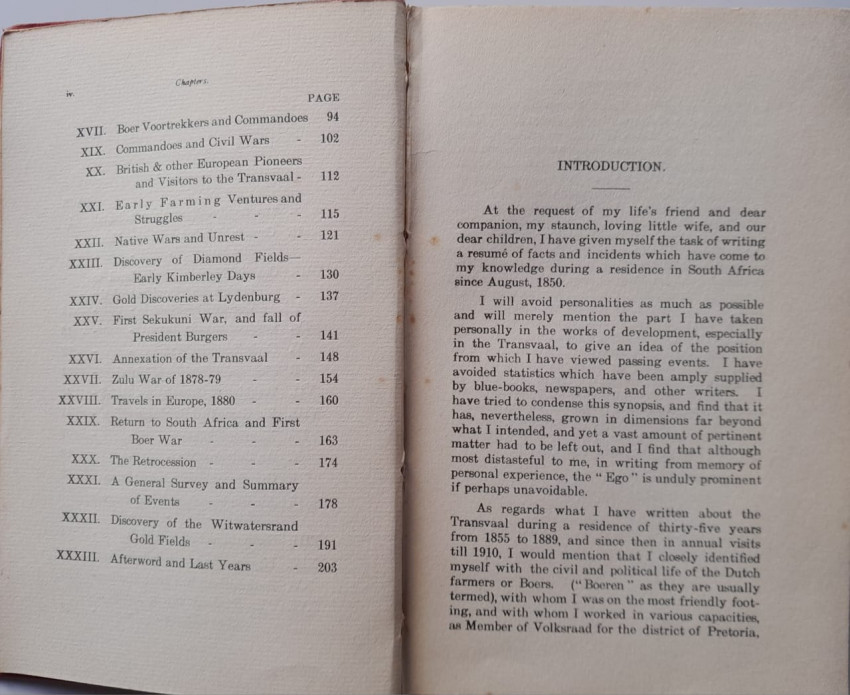 iv. Chapters.
PAGE
XVII. Boer Voortrekkers and Commandoes 94
XIX. Commandoes and Civil Wars - 102
XX. British & other European Pioneers
and Visitors to the Transvaal - 112
XXI. Early Farming Ventures and
Struggles - - - 115
XXII. Native Wars and Unrest - - 121
XXIII. Discovery of Diamond Fields—
Early Kimberley Days - 130
XXIV. Gold Discoveries at Lydenburg - 137
XXV. First Sekukuni War, and fall of
President Burgers - - 141
XXVI. Annexation of the Transvaal - 148
XXVII. Zulu War of 1878-79 - - 154
XXVIII. Travels in Europe, 1880 - - 160
XXIX. Return to South Africa and First
Boer War - - - 163
XXX. The Retrocession - - - 174
XXXI. A General Survey and Summary
of Events - - - 178
XXXII. Discovery of the Witwatersrand
Gold Fields - - - 191
XXXIII. Afterword and Last Years - 203
INTRODUCTION.
At the request of my life's friend and dear
companion, my staunch, loving little wife, and our
dear children, I have given myself the task of writing
a resumé of facts and incidents which have come to
my knowledge during a residence in South Africa
since August, 1850.
I will avoid personalities as much as possible
and will merely mention the part I have taken
personally in the works of development, especially
in the Transvaal, to give an idea of the position
from which I have viewed passing events. I have
avoided statistics which have been amply supplied
by blue-books, newspapers, and other writers. I
have tried to condense this synopsis, and find that it
has, nevertheless, grown in dimensions far beyond
what I intended, and yet a vast amount of pertinent
matter had to be left out, and I find that although
most distasteful to me, in writing from memory of
personal experience, the "Ego" is unduly prominent
if perhaps unavoidable.
As regards what I have written about the
Transvaal during a residence of thirty-five years
from 1855 to 1889, and since then in annual visits
till 1910, I would mention that I closely identified
myself with the civil and political life of the Dutch
farmers or Boers. ("Boeren" as they are usually
termed), with whom I was on the most friendly foot-
ing, and with whom I worked in various capacities,
as Member of Volksraad for the district of Pretoria,